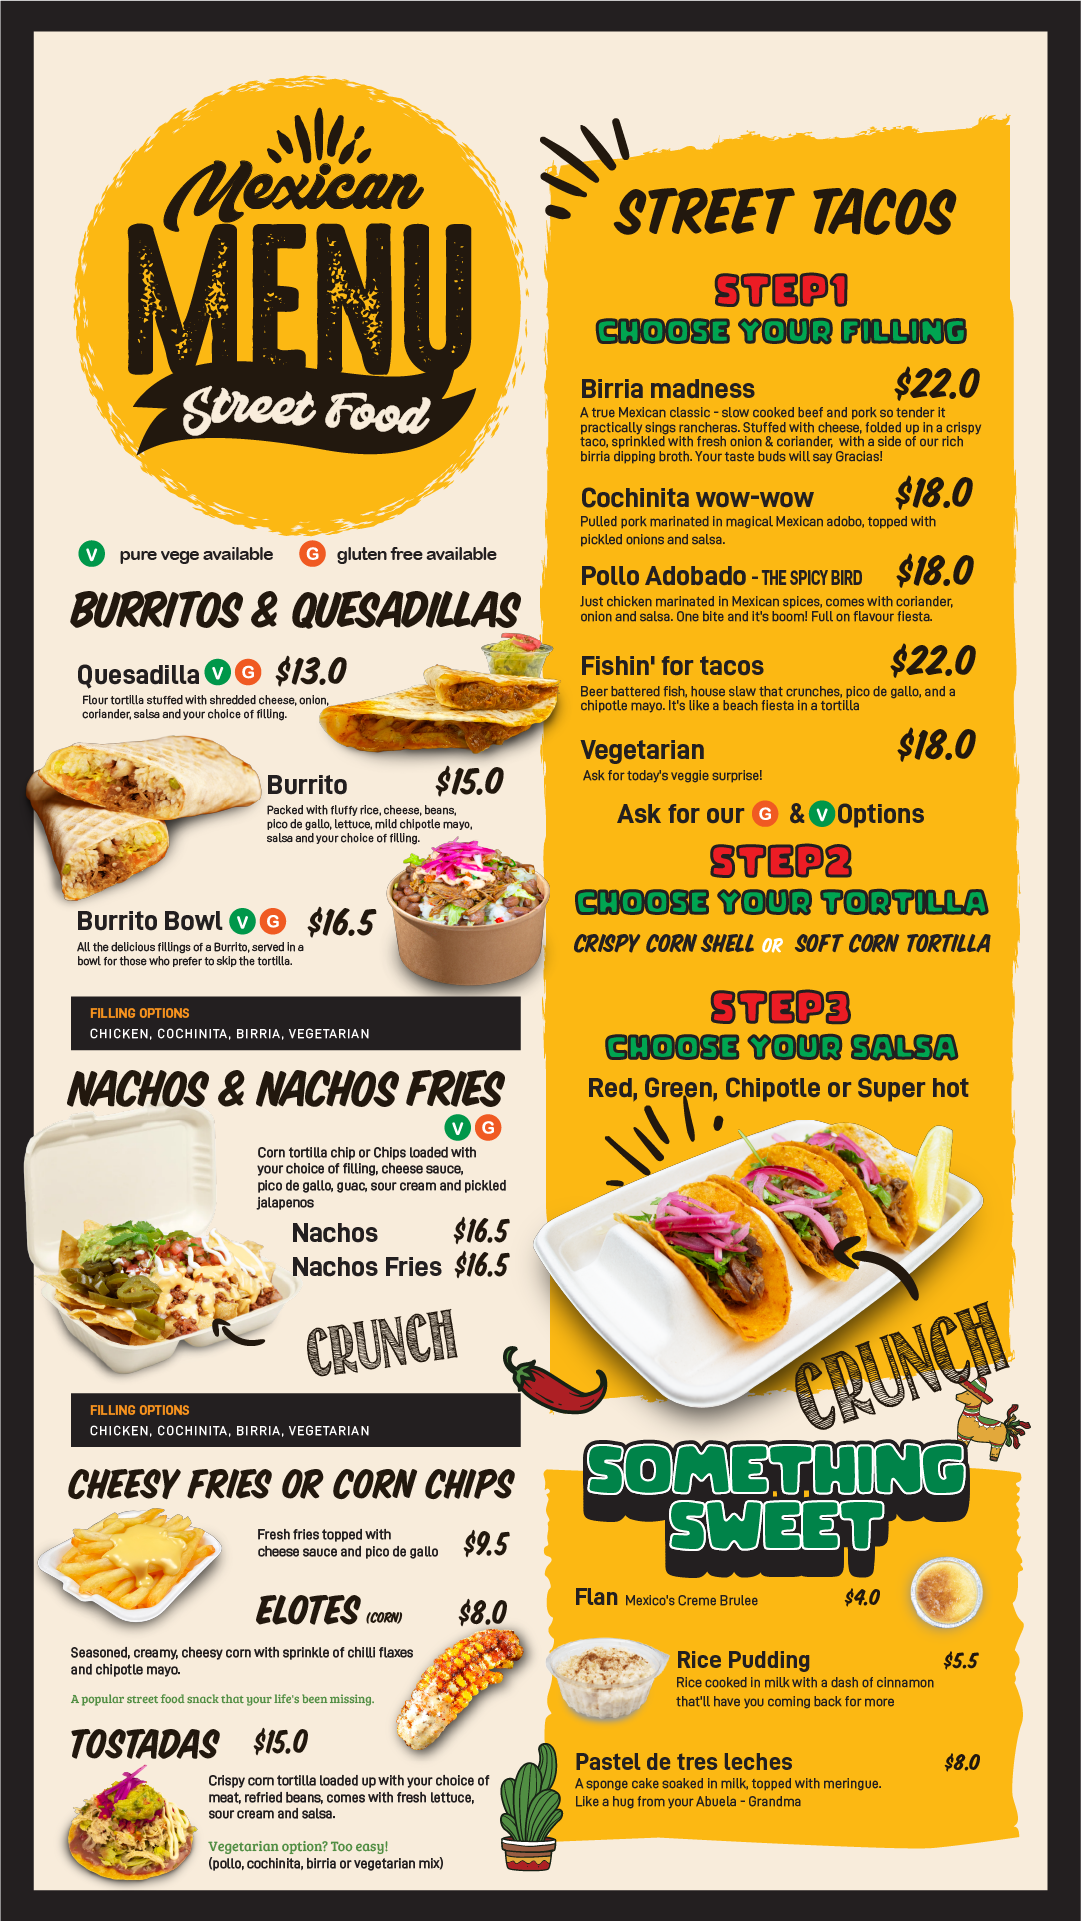 Mexican
MENU
Street Food
V pure vege available G gluten free available
BURRITOS & QUESADILLAS
Quesadilla V G $13.0
Flour tortilla stuffed with shredded cheese, onion,
coriander, salsa and your choice of filling.
Burrito $15.0
Packed with fluffy rice, cheese, beans,
pico de gallo, lettuce, mild chipotle mayo,
salsa and your choice of filling.
Burrito Bowl V G $16.5
All the delicious fillings of a Burrito, served in a
bowl for those who prefer to skip the tortilla.
FILLING OPTIONS
CHICKEN, COCHINITA, BIRRIA, VEGETARIAN
NACHOS & NACHOS FRIES
V G
Corn tortilla chip or Chips loaded with
your choice of filling, cheese sauce,
pico de gallo, guac, sour cream and pickled
jalapenos
Nachos $16.5
Nachos Fries $16.5
CRUNCH
FILLING OPTIONS
CHICKEN, COCHINITA, BIRRIA, VEGETARIAN
CHEESY FRIES OR CORN CHIPS
Fresh fries topped with
cheese sauce and pico de gallo $9.5
ELOTES (CORN) $8.0
Seasoned, creamy, cheesy corn with sprinkle of chilli flaxes
and chipotle mayo.
A popular street food snack that your life's been missing.
TOSTADAS $15.0
Crispy corn tortilla loaded up with your choice of
meat, refried beans, comes with fresh lettuce,
sour cream and salsa.
Vegetarian option? Too easy!
(pollo, cochinita, birria or vegetarian mix)
STREET TACOS
STEP1
CHOOSE YOUR FILLING
Birria madness $22.0
A true Mexican classic - slow cooked beef and pork so tender it
practically sings rancheras. Stuffed with cheese, folded up in a crispy
taco, sprinkled with fresh onion & coriander, with a side of our rich
birria dipping broth. Your taste buds will say Gracias!
Cochinita wow-wow $18.0
Pulled pork marinated in magical Mexican adobo, topped with
pickled onions and salsa.
Pollo Adobado - THE SPICY BIRD $18.0
Just chicken marinated in Mexican spices, comes with coriander,
onion and salsa. One bite and it's boom! Full on flavour fiesta.
Fishin' for tacos $22.0
Beer battered fish, house slaw that crunches, pico de gallo, and a
chipotle mayo. It's like a beach fiesta in a tortilla
Vegetarian $18.0
Ask for today's veggie surprise!
Ask for our G & V Options
STEP2
CHOOSE YOUR TORTILLA
CRISPY CORN SHELL OR SOFT CORN TORTILLA
STEP3
CHOOSE YOUR SALSA
Red, Green, Chipotle or Super hot
CRUNCH
SOMETHING
SWEET
Flan Mexico's Creme Brulee $4.0
Rice Pudding $5.5
Rice cooked in milk with a dash of cinnamon
that'll have you coming back for more
Pastel de tres leches $8.0
A sponge cake soaked in milk, topped with meringue.
Like a hug from your Abuela - Grandma